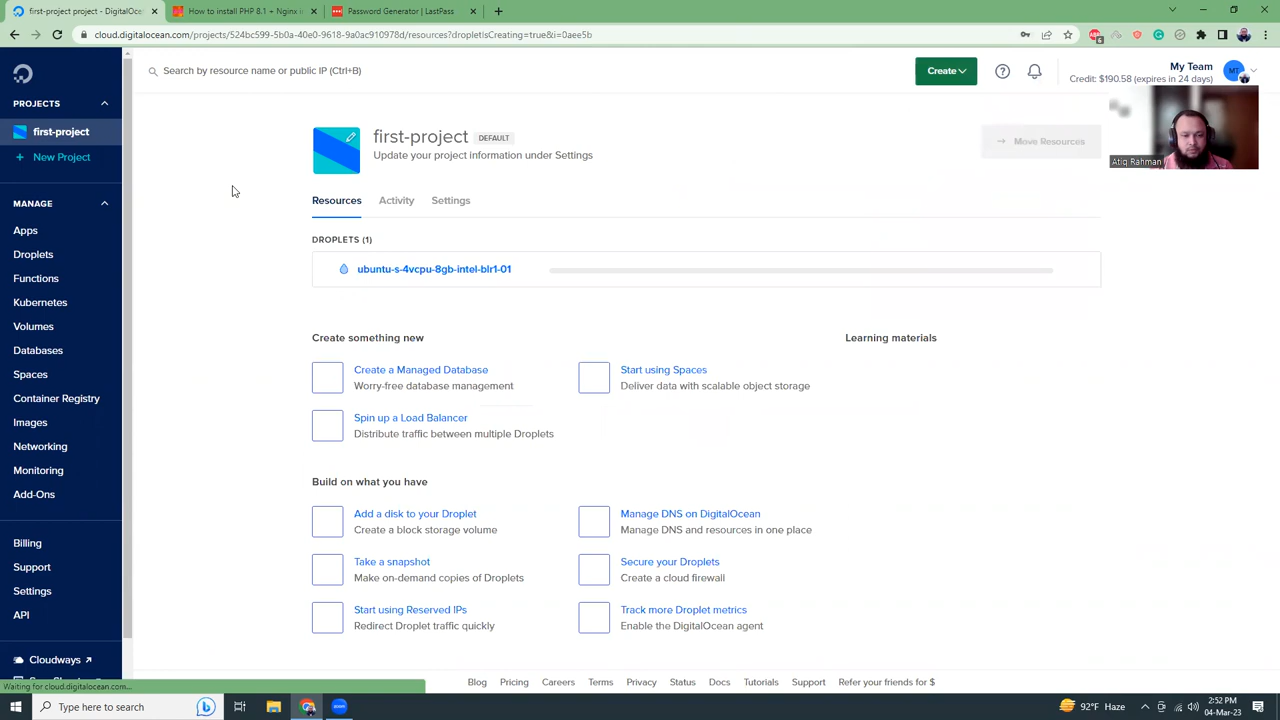 first-project - DigitalOcean
How to install PHP 8.1 + Nginx
My Vault - LastPass
cloud.digitalocean.com/projects/524bc599-5b0a-40e0-9618-9a0ac910978d/resources?dropletIsCreating=true&i=0aee5b
Search by resource name or public IP (Ctrl+B)
Create
My Team
Credit: $190.58 (expires in 24 days)
MT
PROJECTS
first-project
New Project
MANAGE
Apps
Droplets
Functions
Kubernetes
Volumes
Databases
Spaces
Container Registry
Images
Networking
Monitoring
Add-Ons
Billing
Support
Settings
API
Cloudways
Waiting for cloud.digitalocean.com...
first-project DEFAULT
Update your project information under Settings
Move Resources
Atiq Rahman
Resources Activity Settings
DROPLETS (1)
ubuntu-s-4vcpu-8gb-intel-blr1-01
Create something new
Learning materials
Create a Managed Database
Worry-free database management
Start using Spaces
Deliver data with scalable object storage
Spin up a Load Balancer
Distribute traffic between multiple Droplets
Build on what you have
Add a disk to your Droplet
Create a block storage volume
Manage DNS on DigitalOcean
Manage DNS and resources in one place
Take a snapshot
Make on-demand copies of Droplets
Secure your Droplets
Create a cloud firewall
Start using Reserved IPs
Redirect Droplet traffic quickly
Track more Droplet metrics
Enable the DigitalOcean agent
Blog Pricing Careers Terms Privacy Status Docs Tutorials Support Refer your friends for $
Type here to search
zoom
92°F Haze
2:52 PM
04-Mar-23